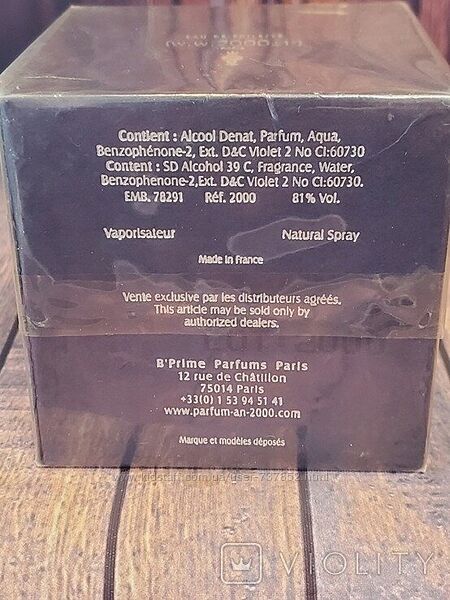 EAU DE TOILETTE
Contient : Alcool Denat, Parfum, Aqua,
Benzophénone-2, Ext. D&C Violet 2 No CI:60730
Content : SD Alcohol 39 C, Fragrance, Water,
Benzophenone-2,Ext. D&C Violet 2 No CI:60730.
EMB. 78291 Réf. 2000 81% Vol.
Vaporisateur Natural Spray
Made in France
Vente exclusive par les distributeurs agréés.
This article may be sold only by
authorized dealers.
B'Prime Parfums Paris
12 rue de Châtillon
75014 Paris
+33(0) 1 53 94 51 41
www.parfum-an-2000.com
Marque et modèles déposés
VIOLITY